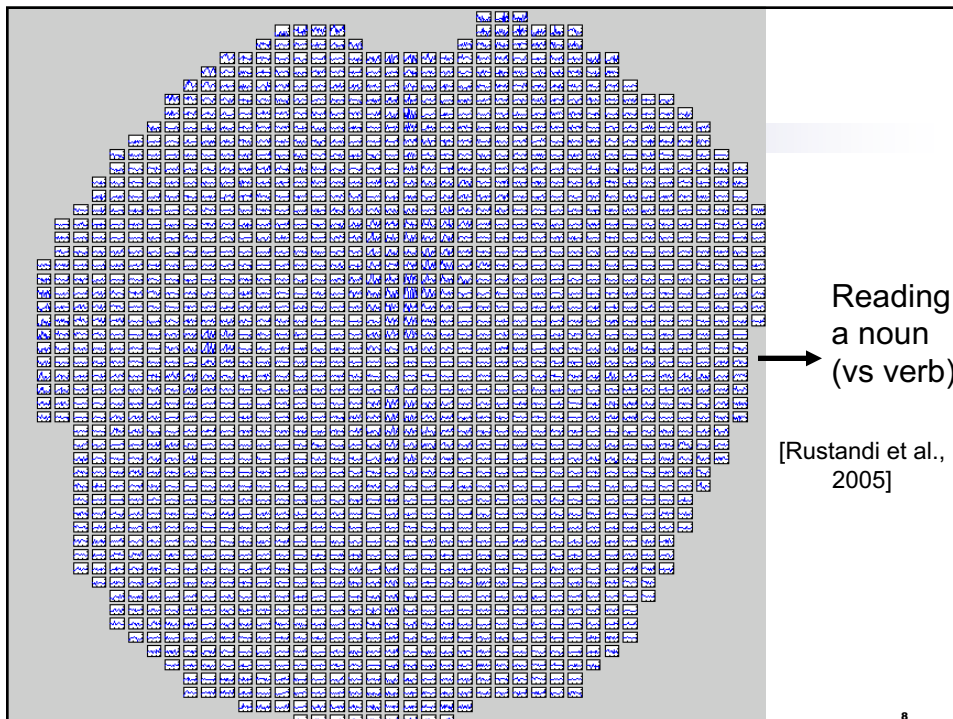 Reading
a noun
(vs verb)
[Rustandi et al.,
2005]
8